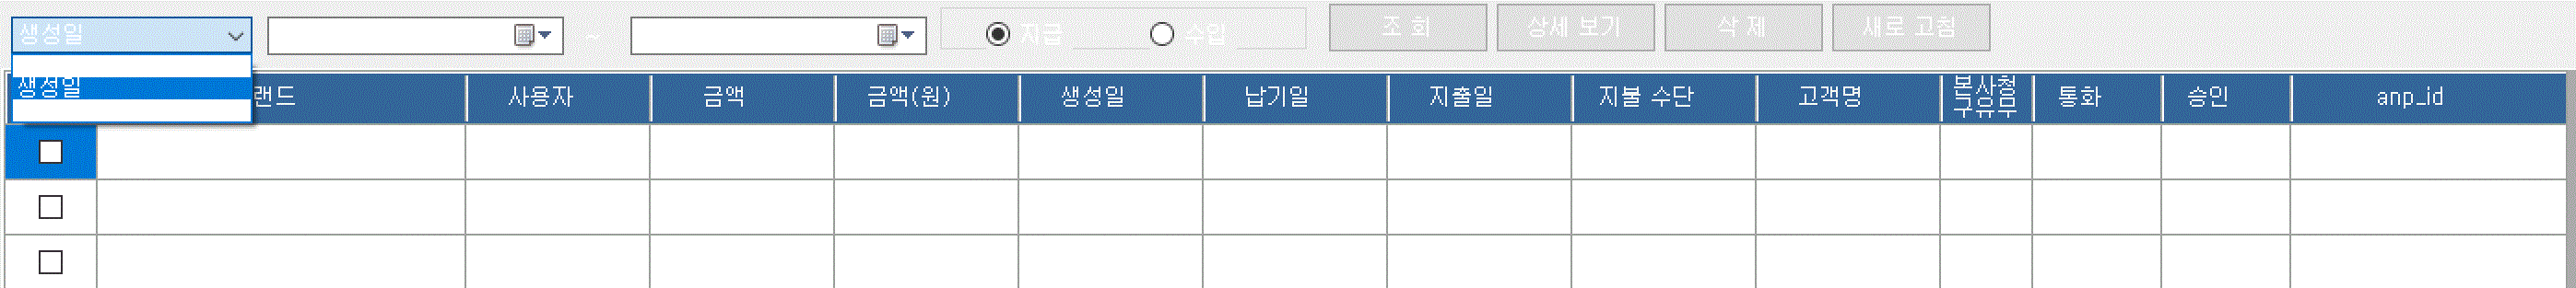 생성일
~
지급
수입
조 회
상세 보기
삭 제
새로 고침
생성일
랜드
사용자
금액
금액(원)
생성일
납기일
지출일
지불 수단
고객명
본사청
구유무
통화
승인
anp_id